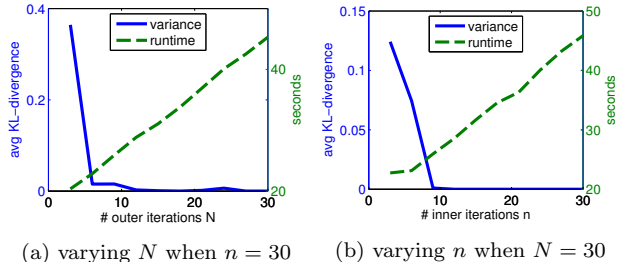 0.4
0.2
0
avg KL-divergence
variance
runtime
40
20
seconds
0
10
20
30
# outer iterations N
(a) varying N when n = 30
0.15
0.1
0.05
0
avg KL-divergence
variance
runtime
50
40
30
20
seconds
0
10
20
30
# inner iterations n
(b) varying n when N = 30